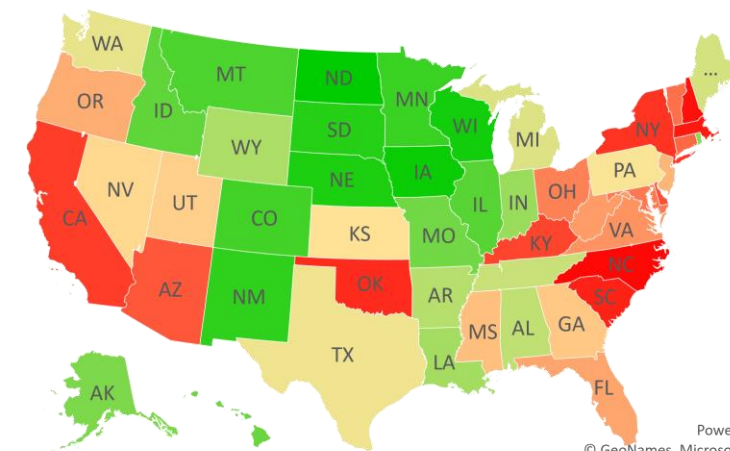 WA
MT
ND
MN
...
OR
ID
SD
WI
NY
WY
MI
NE
IA
PA
NV
UT
CO
IL
IN
OH
CA
KS
MO
KY
VA
AZ
NM
OK
AR
NC
SC
TX
LA
MS
AL
GA
AK
FL
Powe
© GeoNames, Microso